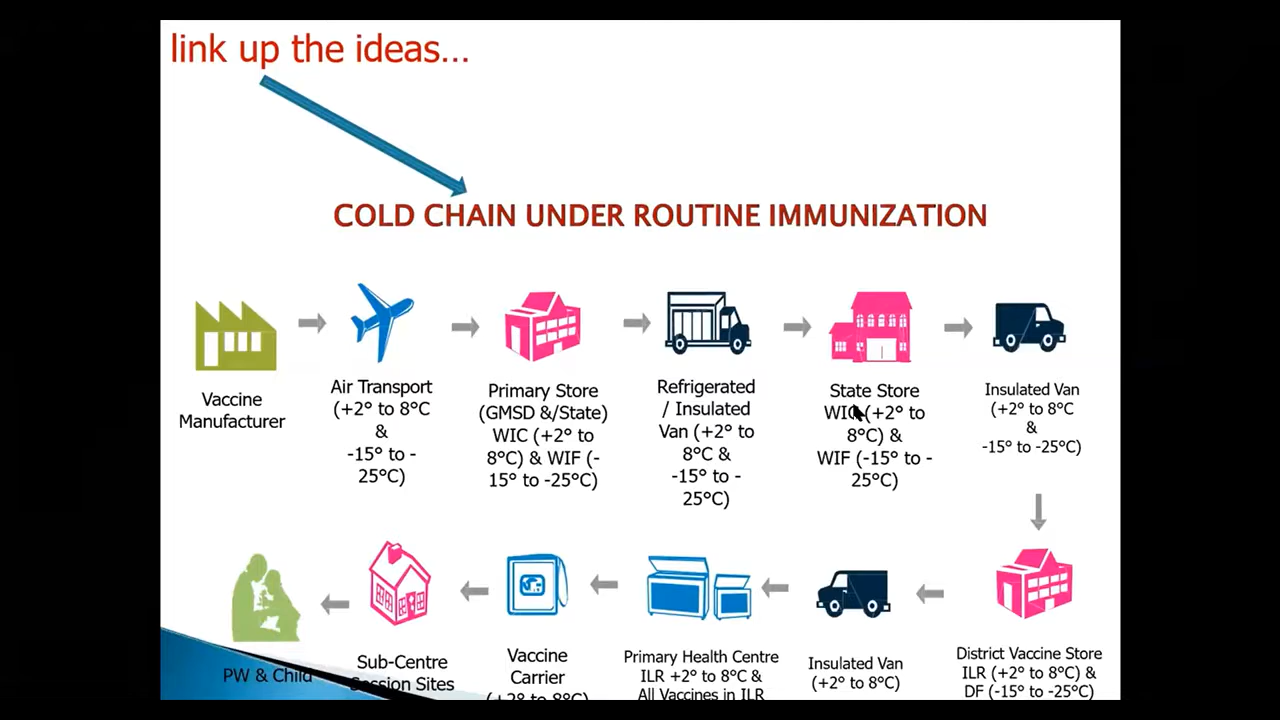 link up the ideas...
COLD CHAIN UNDER ROUTINE IMMUNIZATION
Vaccine
Manufacturer
Air Transport
(+2° to 8°C
&
-15° to -
25°C)
Primary Store
(GMSD &/State)
WIC (+2° to
8°C) & WIF (-
15° to -25°C)
Refrigerated
/ Insulated
Van (+2° to
8°C &
-15° to -
25°C)
State Store
WIC (+2° to
8°C) &
WIF (-15° to -
25°C)
Insulated Van
(+2° to 8°C
&
-15° to -25°C)
District Vaccine Store
ILR (+2° to 8°C) &
DF (-15° to -25°C)
Insulated Van
(+2° to 8°C)
Primary Health Centre
ILR +2° to 8°C &
All Vaccines in ILR
Vaccine
Carrier
(+2° to 8°C)
Sub-Centre
Session Sites
PW & Child